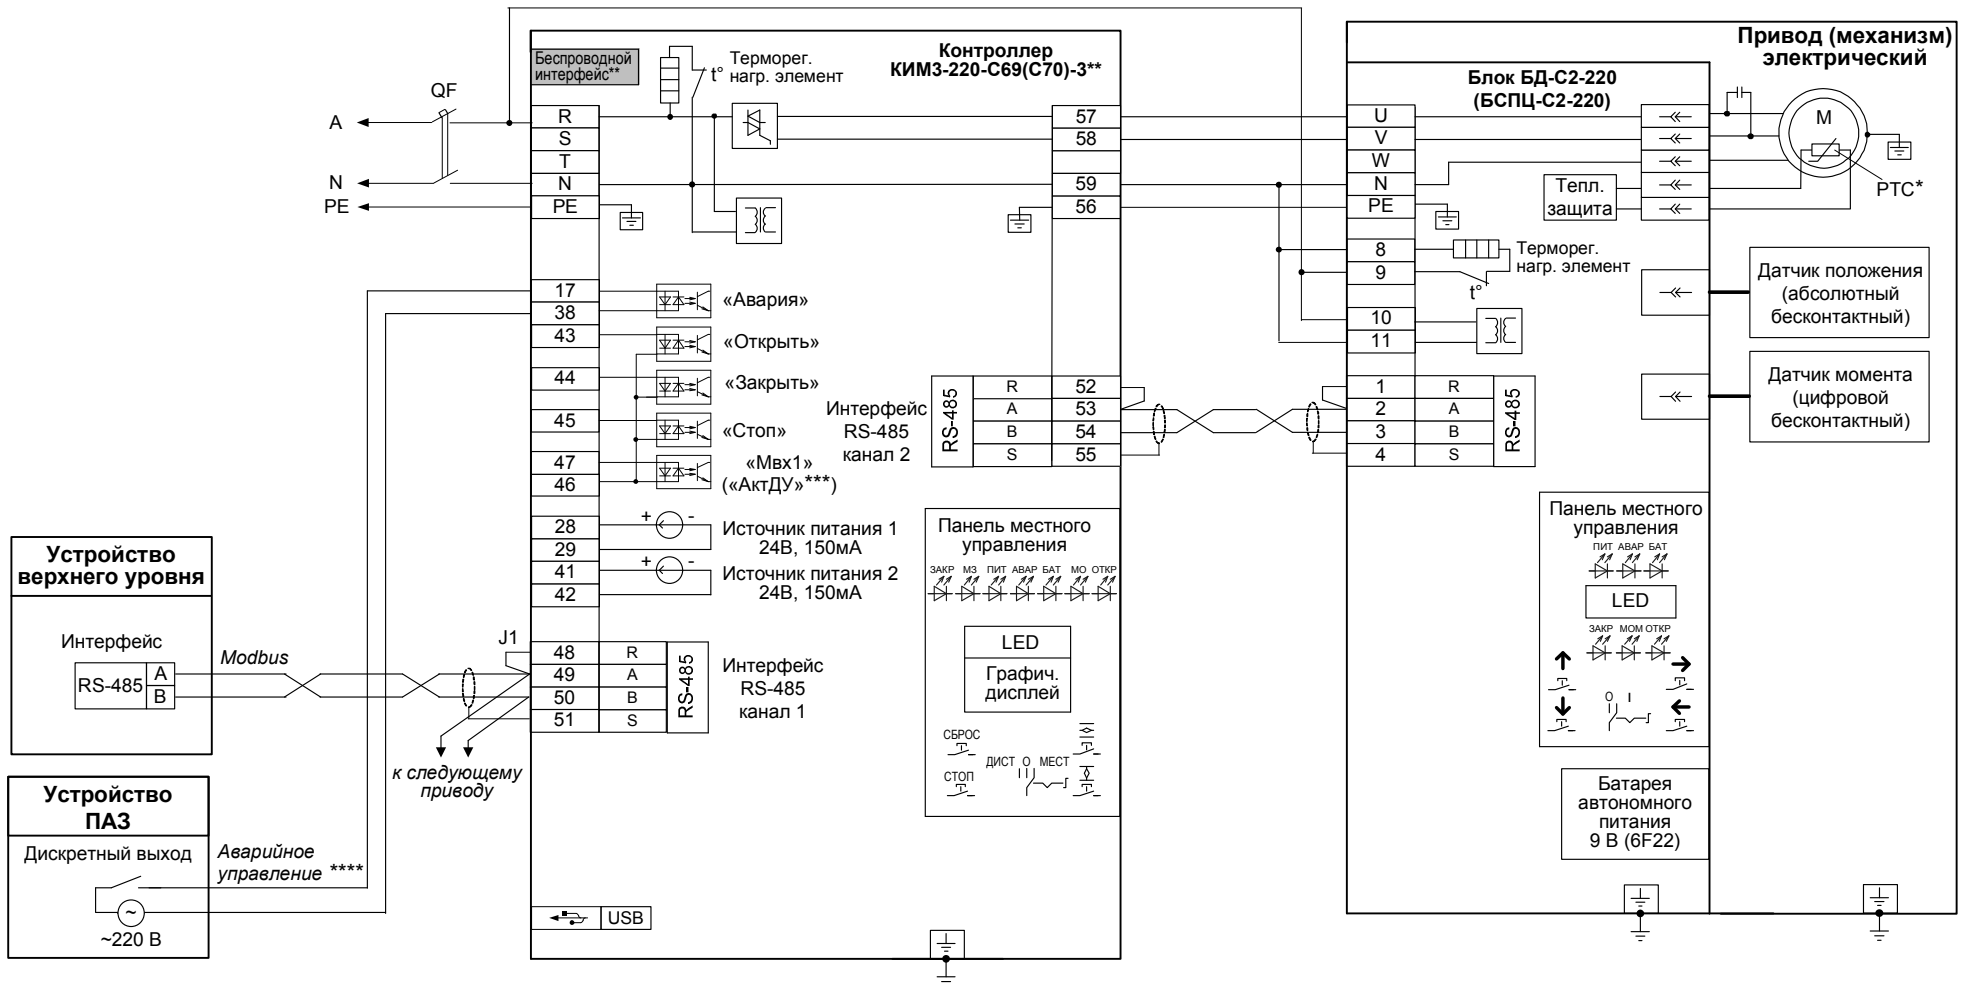 Беспроводной
интерфейс**
Терморег.
нагр. элемент
t°
Контроллер
КИМ3-220-С69(С70)-3**
QF
A
N
PE
R
S
T
N
PE
57
58
59
56
17
38
43
44
45
47
46
28
29
41
42
«Авария»
«Открыть»
«Закрыть»
«Стоп»
«Мвх1»
(«АктДУ»***)
+
-
Источник питания 1
24В, 150мА
+
-
Источник питания 2
24В, 150мА
J1
48 R
49 A
50 B
51 S
RS-485
Интерфейс
RS-485
канал 1
Интерфейс
RS-485
канал 2
RS-485
R 52
A 53
B 54
S 55
Панель местного
управления
ЗАКР МЗ ПИТ АВАР БАТ МО ОТКР
LED
Графич.
дисплей
СБРОС
СТОП
ДИСТ О МЕСТ
USB
Устройство
верхнего уровня
Интерфейс
RS-485
A
B
Modbus
к следующему
приводу
Устройство
ПАЗ
Дискретный выход
~
~220 В
Аварийное
управление ****
Привод (механизм)
электрический
Блок БД-С2-220
(БСПЦ-С2-220)
U
V
W
N
PE
8
9
10
11
Тепл.
защита
M
PTC*
Терморег.
нагр. элемент
t°
Датчик положения
(абсолютный
бесконтактный)
Датчик момента
(цифровой
бесконтактный)
1 R
2 A
3 B
4 S
RS-485
Панель местного
управления
ПИТ АВАР БАТ
LED
ЗАКР МОМ ОТКР
O I
Батарея
автономного
питания
9 В (6F22)